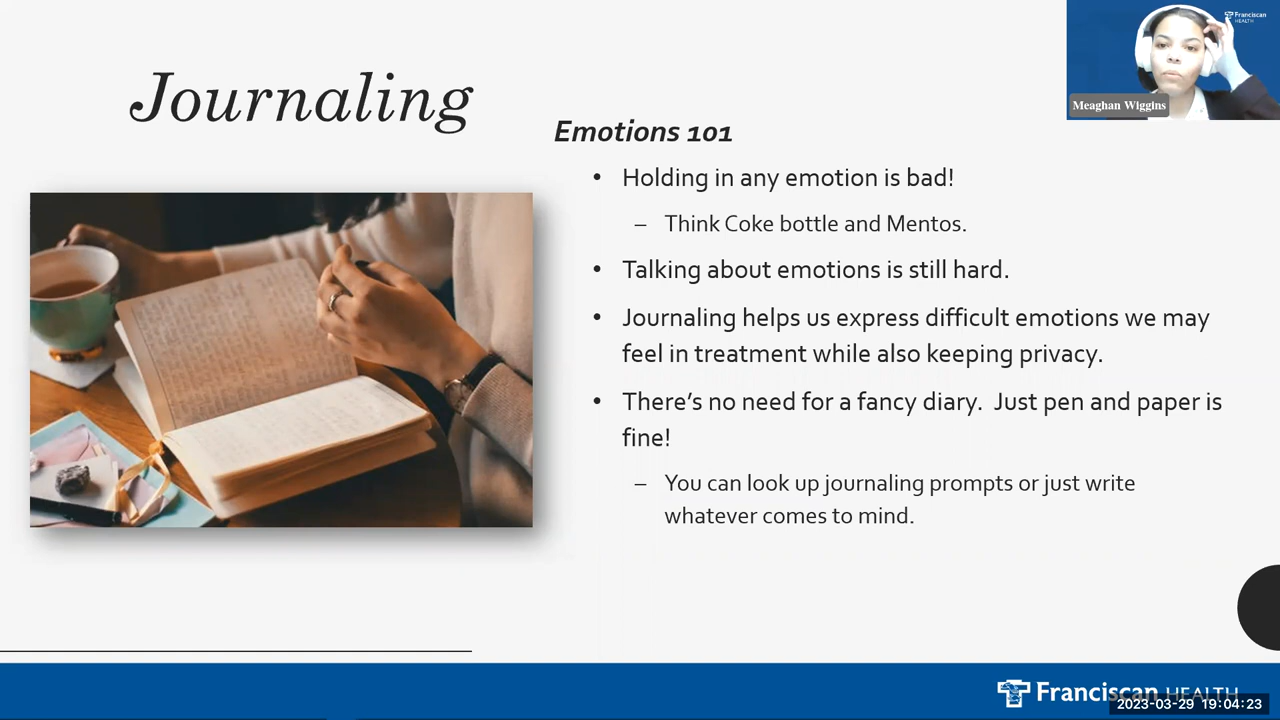 Franciscan
HEALTH
Meaghan Wiggins
Journaling
Emotions 101
• Holding in any emotion is bad!
– Think Coke bottle and Mentos.
• Talking about emotions is still hard.
• Journaling helps us express difficult emotions we may
feel in treatment while also keeping privacy.
• There’s no need for a fancy diary.  Just pen and paper is
fine!
– You can look up journaling prompts or just write
whatever comes to mind.
Franciscan HEALTH
2023-03-29 19:04:23